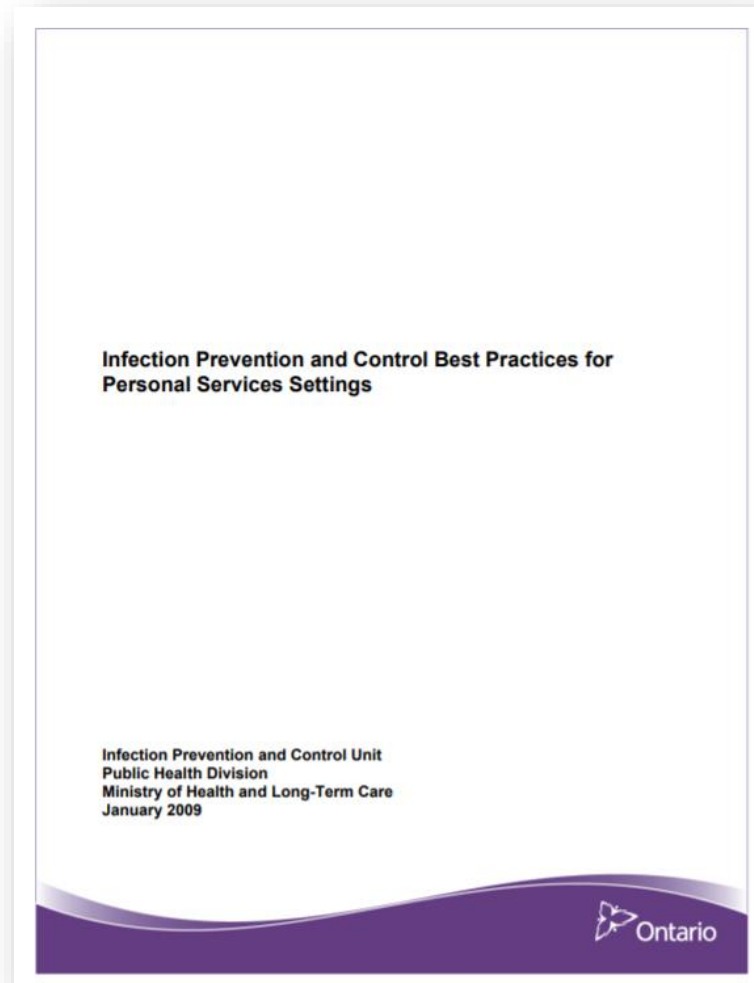 Infection Prevention and Control Best Practices for
Personal Services Settings
Infection Prevention and Control Unit
Public Health Division
Ministry of Health and Long-Term Care
January 2009
Ontario